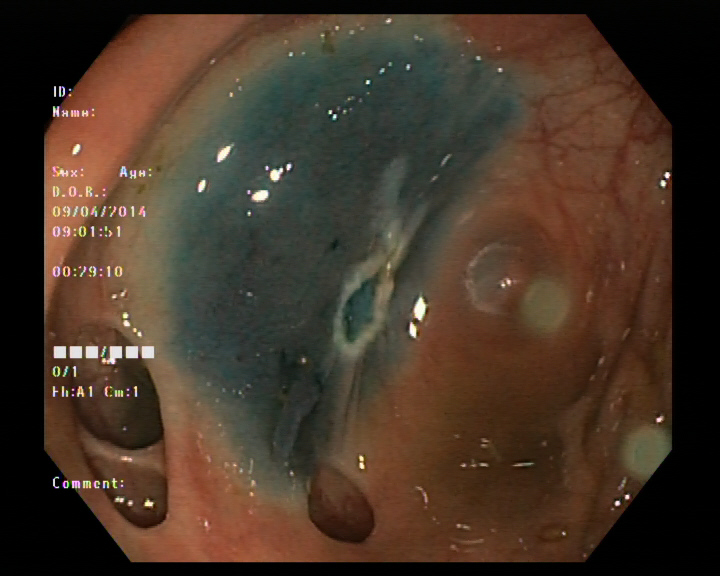 ID:
Name:
Sex: Age:
D.O.B.:
09/04/2014
09:01:51
00:29:10
■■■/■■■
0/1
Eh:A1 Cm:1
Comment: